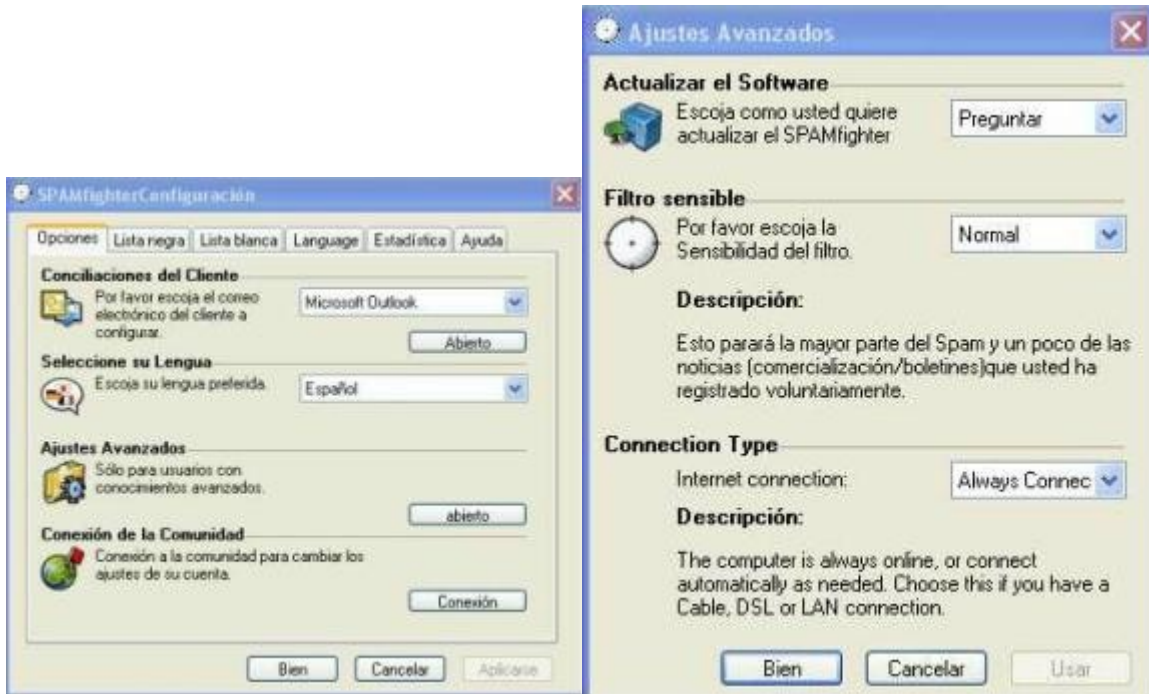 SPAMfighterConfiguración
Opciones Lista negra Lista blanca Language Estadística Ayuda
Conciliaciones del Cliente
Por favor escoja el correo
electrónico del cliente a
configurar.
Microsoft Outlook
Abierto
Seleccione su Lengua
Escoja su lengua preferida.
Español
Ajustes Avanzados
Sólo para usuarios con
conocimientos avanzados.
abierto
Conexión de la Comunidad
Conexión a la comunidad para cambiar los
ajustes de su cuenta.
Conexión
Bien Cancelar Aplicarse
Ajustes Avanzados
Actualizar el Software
Escoja como usted quiere
actualizar el SPAMfighter
Preguntar
Filtro sensible
Por favor escoja la
Sensibilidad del filtro.
Normal
Descripción:
Esto parará la mayor parte del Spam y un poco de las
noticias (comercialización/boletines)que usted ha
registrado voluntariamente.
Connection Type
Internet connection:
Always Connec
Descripción:
The computer is always online, or connect
automatically as needed. Choose this if you have a
Cable, DSL or LAN connection.
Bien Cancelar Usar